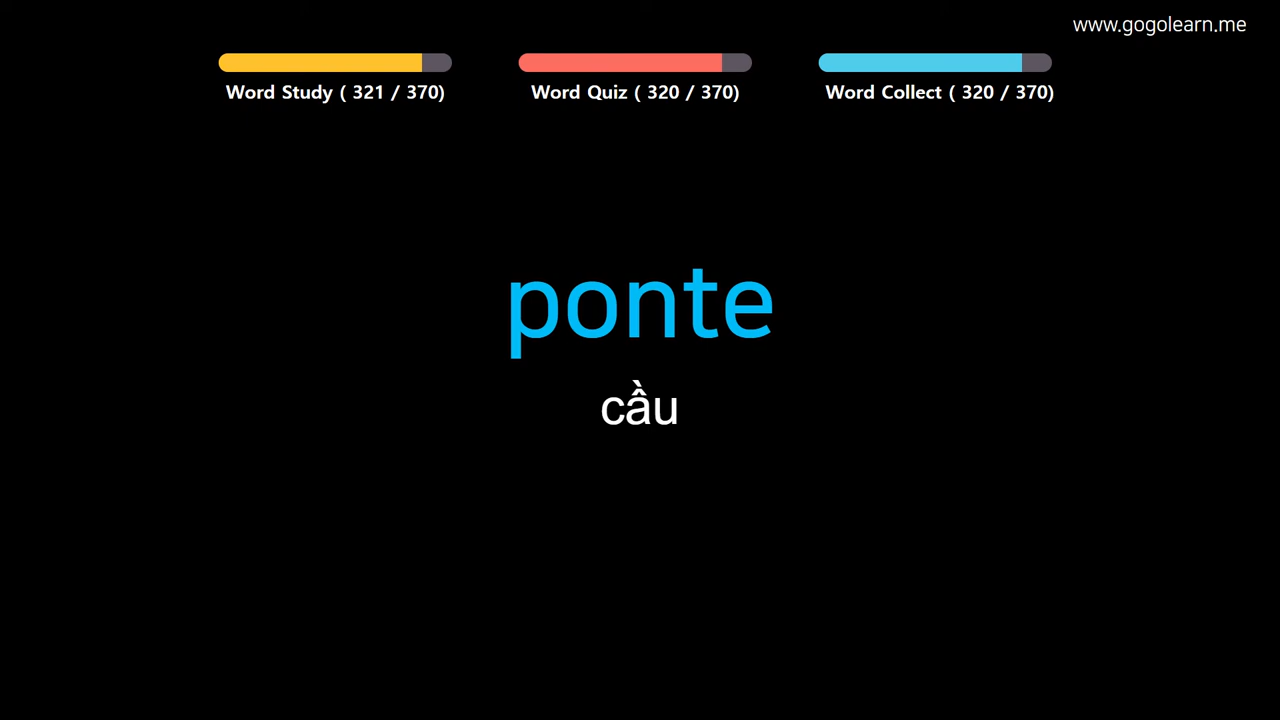 www.gogolearn.me
Word Study ( 321 / 370)
Word Quiz ( 320 / 370)
Word Collect ( 320 / 370)
ponte
cầu